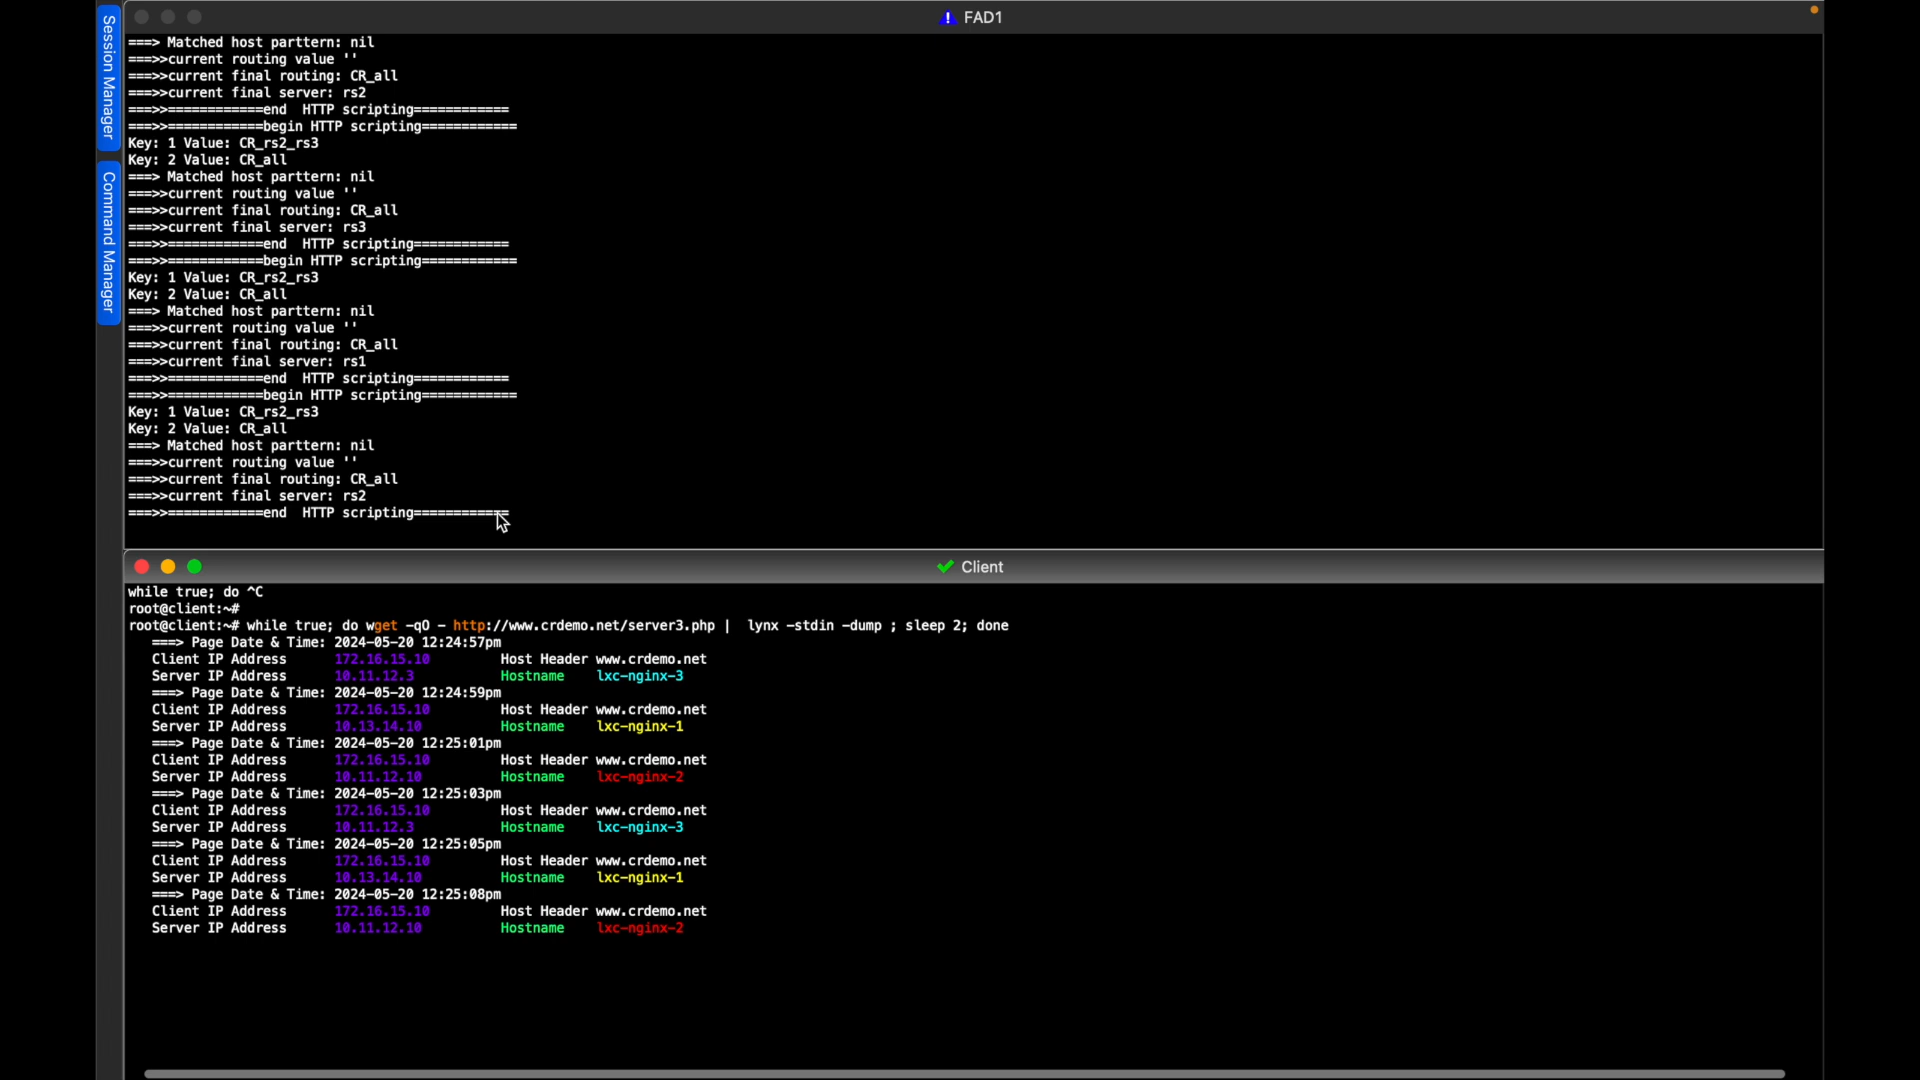 Session Manager
Command Manager
FAD1
===> Matched host parttern: nil
===>>current routing value ''
===>>current final routing: CR_all
===>>current final server: rs2
===>>============end  HTTP scripting============
===>>============begin HTTP scripting============
Key: 1 Value: CR_rs2_rs3
Key: 2 Value: CR_all
===> Matched host parttern: nil
===>>current routing value ''
===>>current final routing: CR_all
===>>current final server: rs3
===>>============end  HTTP scripting============
===>>============begin HTTP scripting============
Key: 1 Value: CR_rs2_rs3
Key: 2 Value: CR_all
===> Matched host parttern: nil
===>>current routing value ''
===>>current final routing: CR_all
===>>current final server: rs1
===>>============end  HTTP scripting============
===>>============begin HTTP scripting============
Key: 1 Value: CR_rs2_rs3
Key: 2 Value: CR_all
===> Matched host parttern: nil
===>>current routing value ''
===>>current final routing: CR_all
===>>current final server: rs2
===>>============end  HTTP scripting============
Client
while true; do ^C
root@client:~#
root@client:~# while true; do wget -qO - http://www.crdemo.net/server3.php |  lynx -stdin -dump ; sleep 2; done
===> Page Date & Time: 2024-05-20 12:24:57pm
Client IP Address 172.16.15.10 Host Header www.crdemo.net
Server IP Address 10.11.12.3 Hostname lxc-nginx-3
===> Page Date & Time: 2024-05-20 12:24:59pm
Client IP Address 172.16.15.10 Host Header www.crdemo.net
Server IP Address 10.13.14.10 Hostname lxc-nginx-1
===> Page Date & Time: 2024-05-20 12:25:01pm
Client IP Address 172.16.15.10 Host Header www.crdemo.net
Server IP Address 10.11.12.10 Hostname lxc-nginx-2
===> Page Date & Time: 2024-05-20 12:25:03pm
Client IP Address 172.16.15.10 Host Header www.crdemo.net
Server IP Address 10.11.12.3 Hostname lxc-nginx-3
===> Page Date & Time: 2024-05-20 12:25:05pm
Client IP Address 172.16.15.10 Host Header www.crdemo.net
Server IP Address 10.13.14.10 Hostname lxc-nginx-1
===> Page Date & Time: 2024-05-20 12:25:08pm
Client IP Address 172.16.15.10 Host Header www.crdemo.net
Server IP Address 10.11.12.10 Hostname lxc-nginx-2